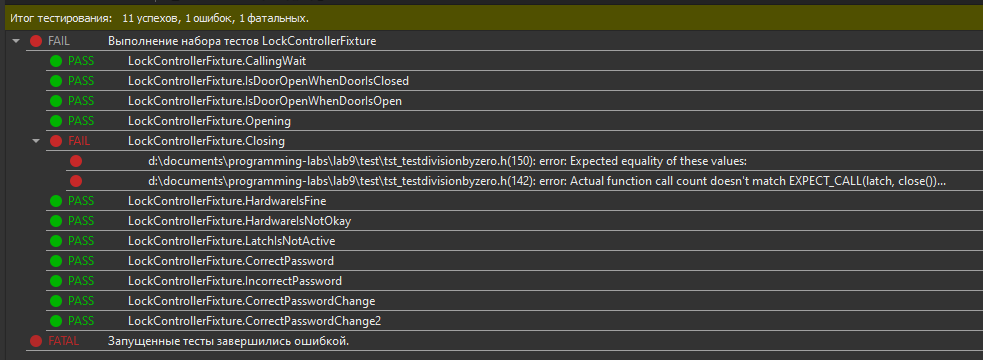 Итог тестирования: 11 успехов, 1 ошибок, 1 фатальных.
FAIL Выполнение набора тестов LockControllerFixture
PASS LockControllerFixture.CallingWait
PASS LockControllerFixture.IsDoorOpenWhenDoorIsClosed
PASS LockControllerFixture.IsDoorOpenWhenDoorIsOpen
PASS LockControllerFixture.Opening
FAIL LockControllerFixture.Closing
d:\documents\programming-labs\lab9\test\tst_testdivisionbyzero.h(150): error: Expected equality of these values:
d:\documents\programming-labs\lab9\test\tst_testdivisionbyzero.h(142): error: Actual function call count doesn't match EXPECT_CALL(latch, close())...
PASS LockControllerFixture.HardwareIsFine
PASS LockControllerFixture.HardwareIsNotOkay
PASS LockControllerFixture.LatchIsNotActive
PASS LockControllerFixture.CorrectPassword
PASS LockControllerFixture.IncorrectPassword
PASS LockControllerFixture.CorrectPasswordChange
PASS LockControllerFixture.CorrectPasswordChange2
FATAL Запущенные тесты завершились ошибкой.